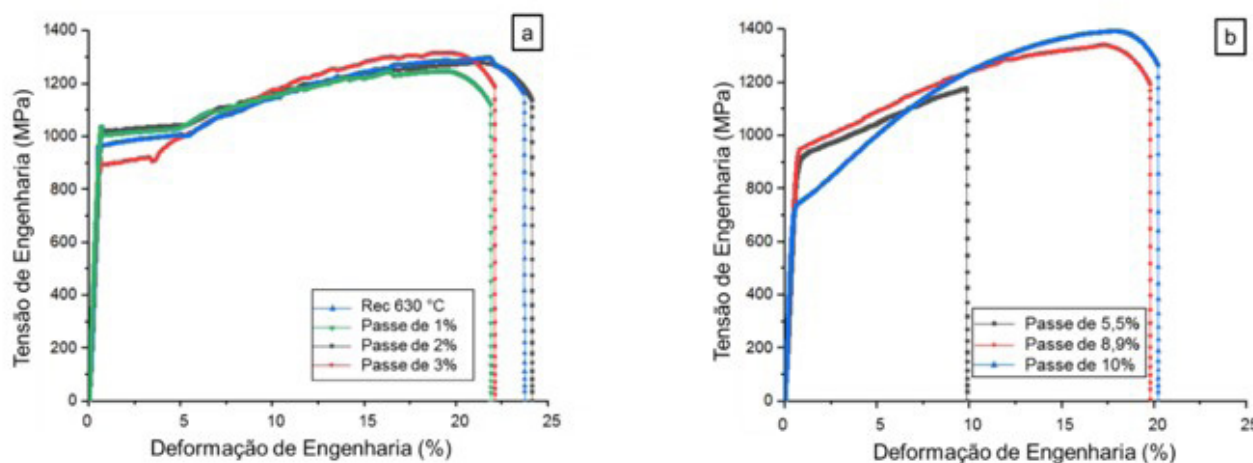 a
Tensão de Engenharia (MPa)
1400
1200
1000
800
600
400
200
0
Rec 630 °C
Passe de 1%
Passe de 2%
Passe de 3%
0 5 10 15 20 25
Deformação de Engenharia (%)
b
Tensão de Engenharia (MPa)
1400
1200
1000
800
600
400
200
0
Passe de 5,5%
Passe de 8,9%
Passe de 10%
0 5 10 15 20 25
Deformação de Engenharia (%)